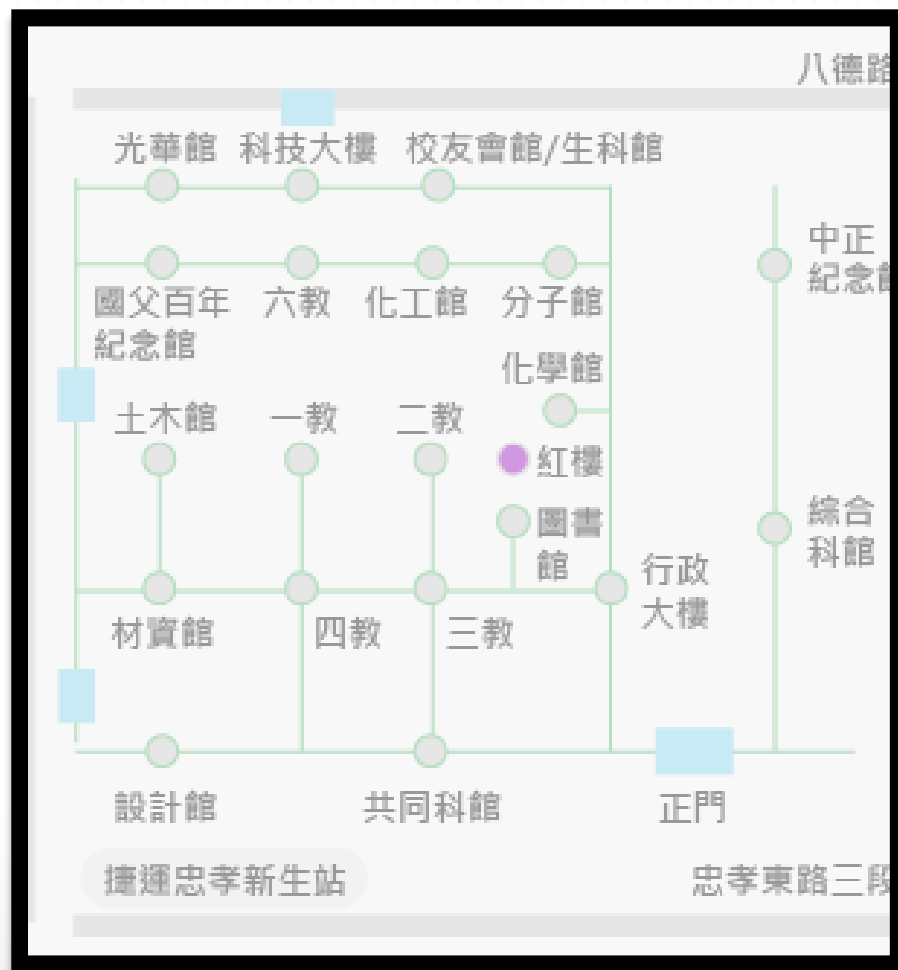 八德路
光華館
科技大樓
校友會館/生科館
中正
紀念館
國父百年
紀念館
六教
化工館
分子館
化學館
土木館
一教
二教
紅樓
圖書
館
綜合
科館
行政
大樓
材資館
四教
三教
設計館
共同科館
正門
捷運忠孝新生站
忠孝東路三段